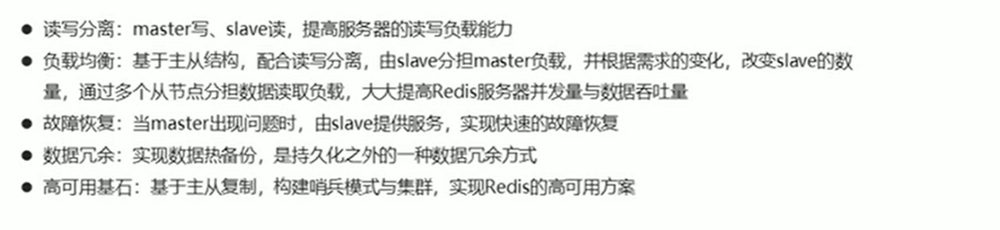 ● 读写分离：master写、slave读，提高服务器的读写负载能力
● 负载均衡：基于主从结构，配合读写分离，由slave分担master负载，并根据需求的变化，改变slave的数
量，通过多个从节点分担数据读取负载，大大提高Redis服务器并发量与数据吞吐量
● 故障恢复：当master出现问题时，由slave提供服务，实现快速的故障恢复
● 数据冗余：实现数据热备份，是持久化之外的一种数据冗余方式
● 高可用基石：基于主从复制，构建哨兵模式与集群，实现Redis的高可用方案